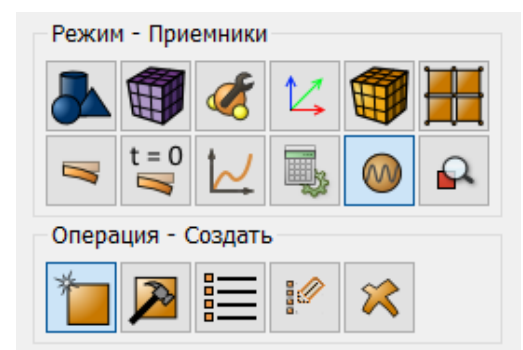 Режим - Приемники
t = 0
Операция - Создать